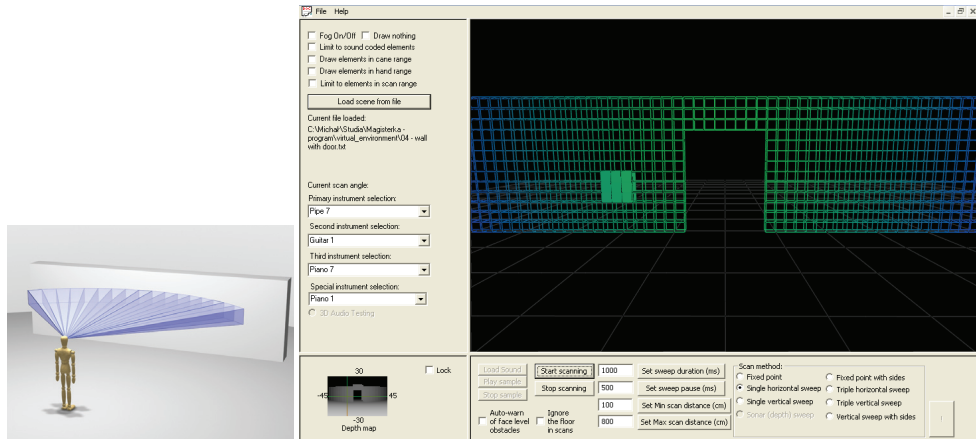 File Help
Fog On/Off Draw nothing
Limit to sound coded elements
Draw elements in cane range
Draw elements in hand range
Limit to elements in scan range
Load scene from file
Current file loaded:
C:\Michał\Studia\Magisterka -
program\virtual_environment\04 - wall
with door.txt
Current scan angle:
Primary instrument selection:
Pipe 7
Second instrument selection:
Guitar 1
Third instrument selection:
Piano 7
Special instrument selection:
Piano 1
3D Audio Testing
30
Lock
-45 45
-30
Depth map
Load Sound
Play sample
Stop sample
Auto-warn
of face level
obstacles
Ignore
the floor
in scans
Start scanning 1000 Set sweep duration (ms)
Stop scanning 500 Set sweep pause (ms)
100 Set Min scan distance (cm)
800 Set Max scan distance (cm)
Scan method:
Fixed point Fixed point with sides
Single horizontal sweep Triple horizontal sweep
Single vertical sweep Triple vertical sweep
Sonar (depth) sweep Vertical sweep with sides